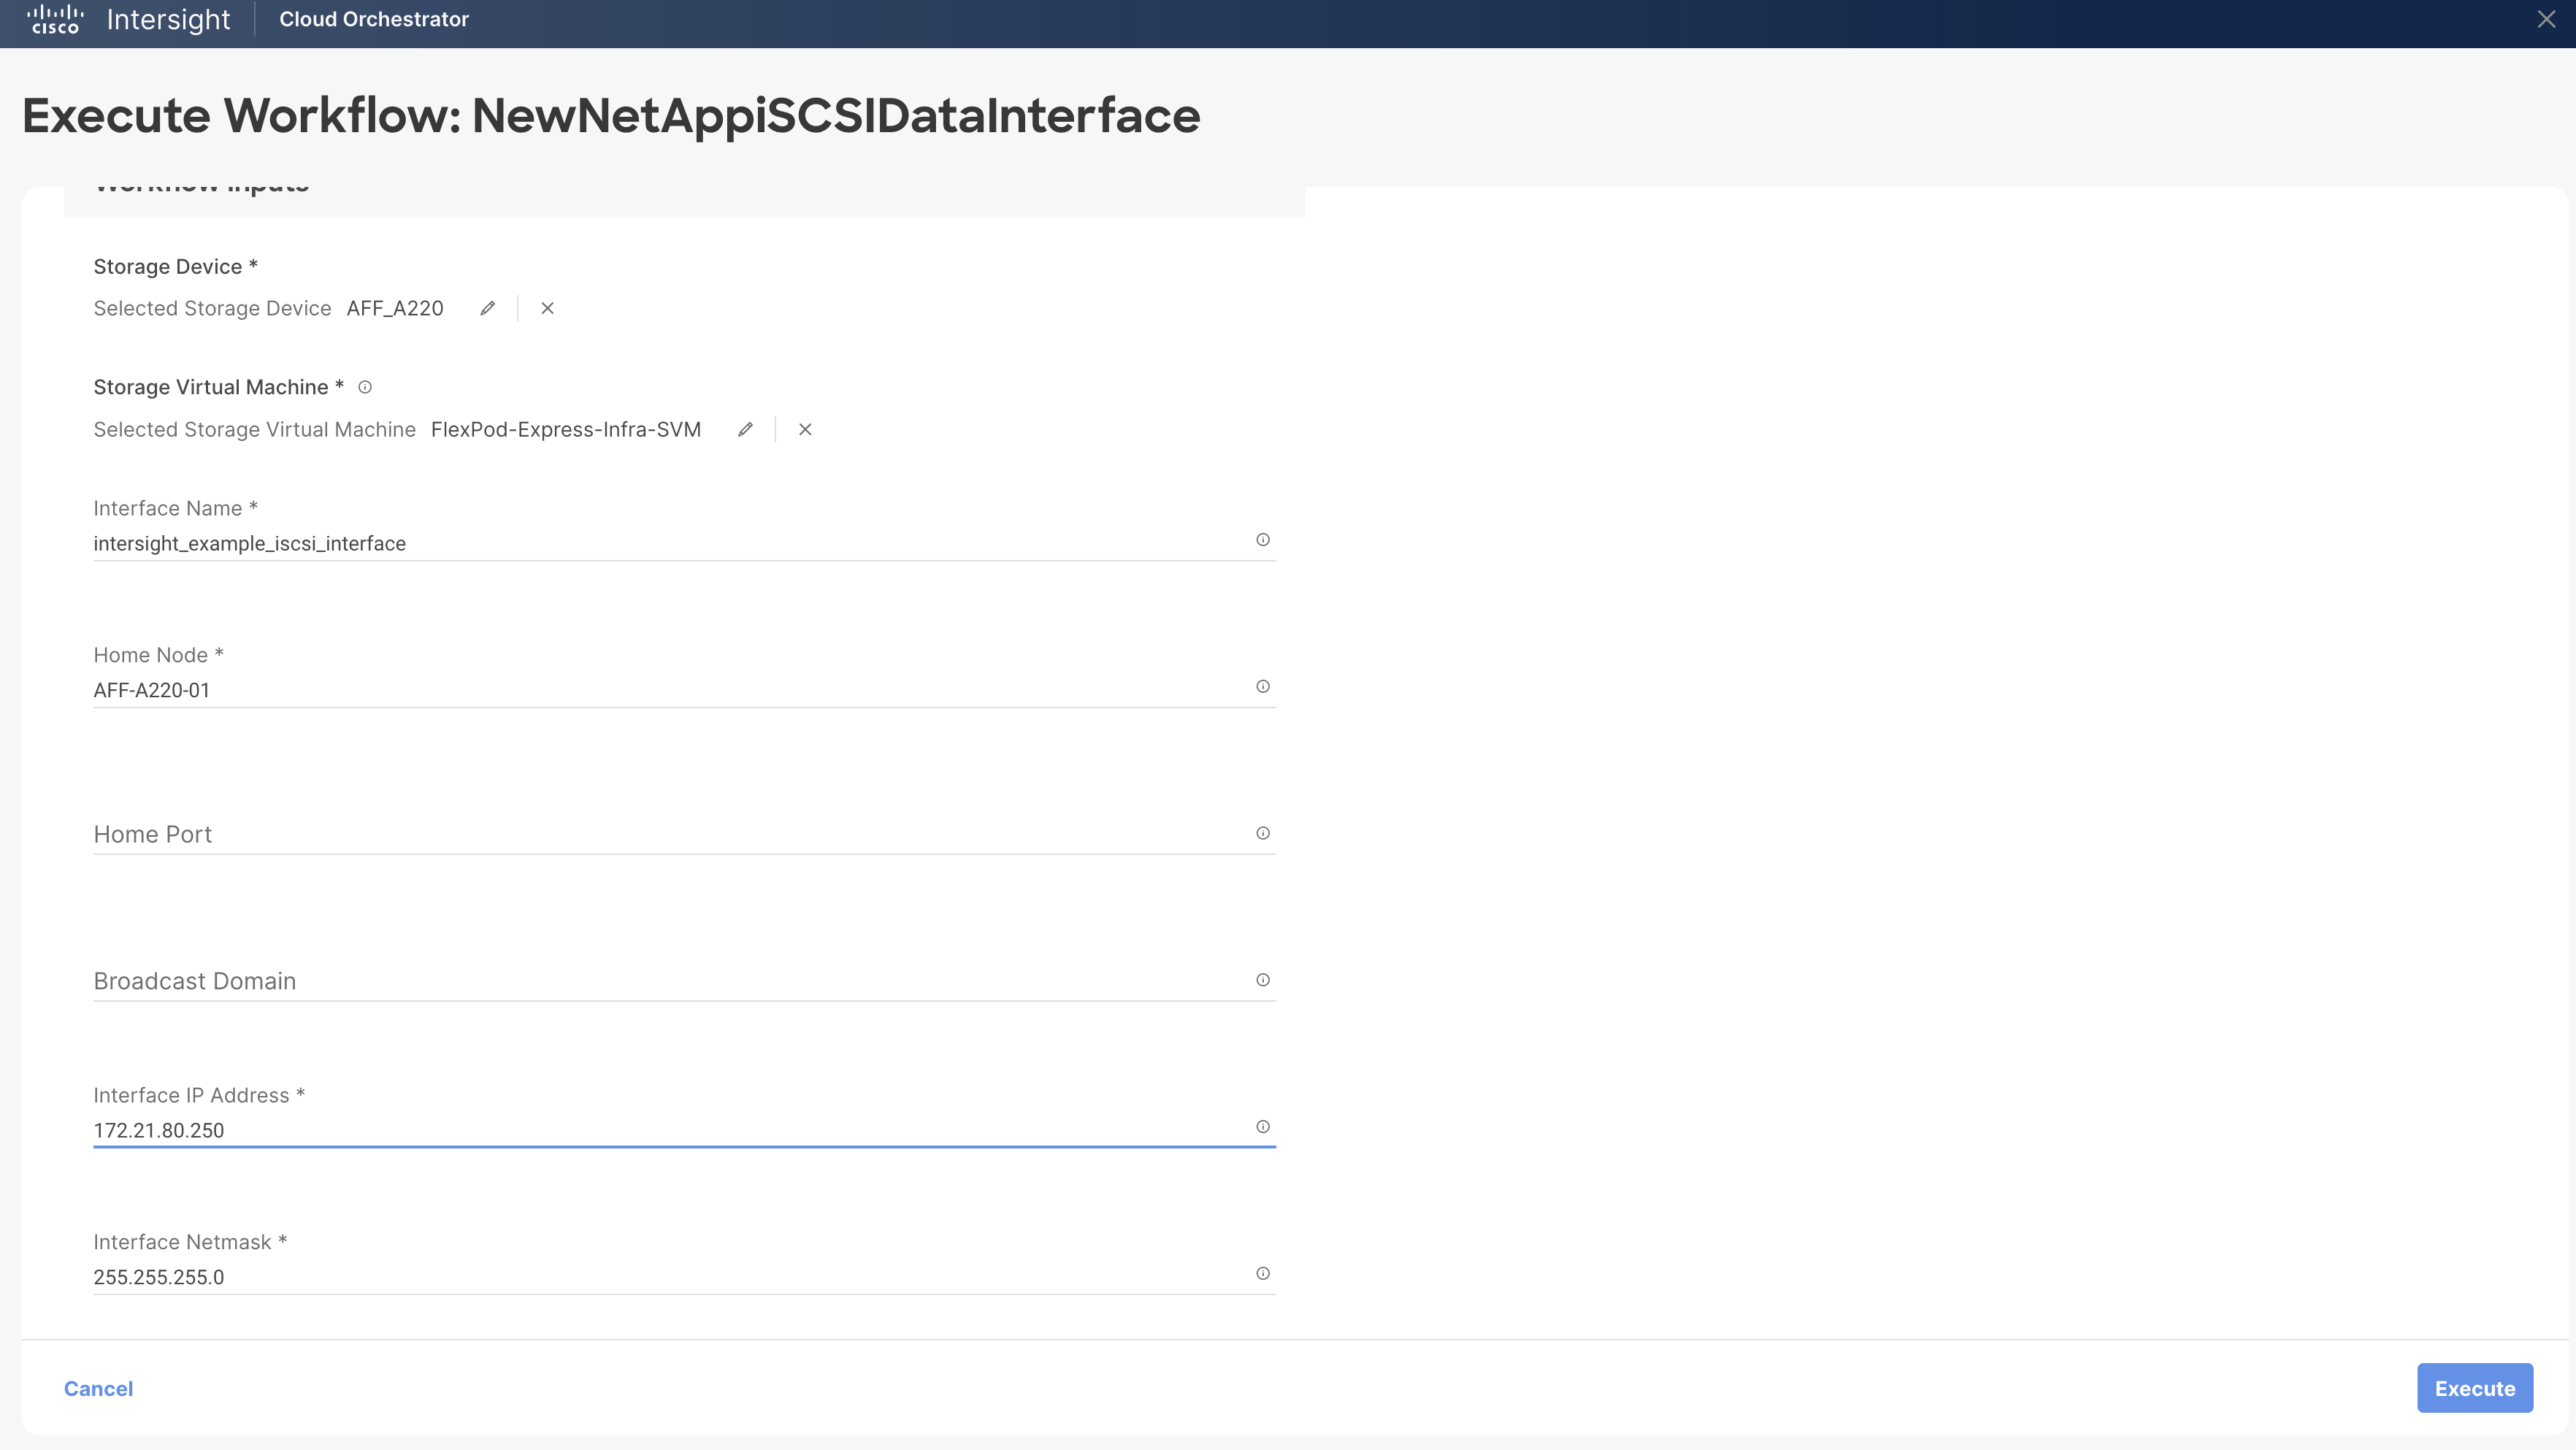 cisco Intersight Cloud Orchestrator
Execute Workflow: NewNetAppiSCSIDataInterface
Workflow Inputs
Storage Device *
Selected Storage Device AFF_A220
Storage Virtual Machine *
Selected Storage Virtual Machine FlexPod-Express-Infra-SVM
Interface Name *
intersight_example_iscsi_interface
Home Node *
AFF-A220-01
Home Port
Broadcast Domain
Interface IP Address *
172.21.80.250
Interface Netmask *
255.255.255.0
Cancel
Execute